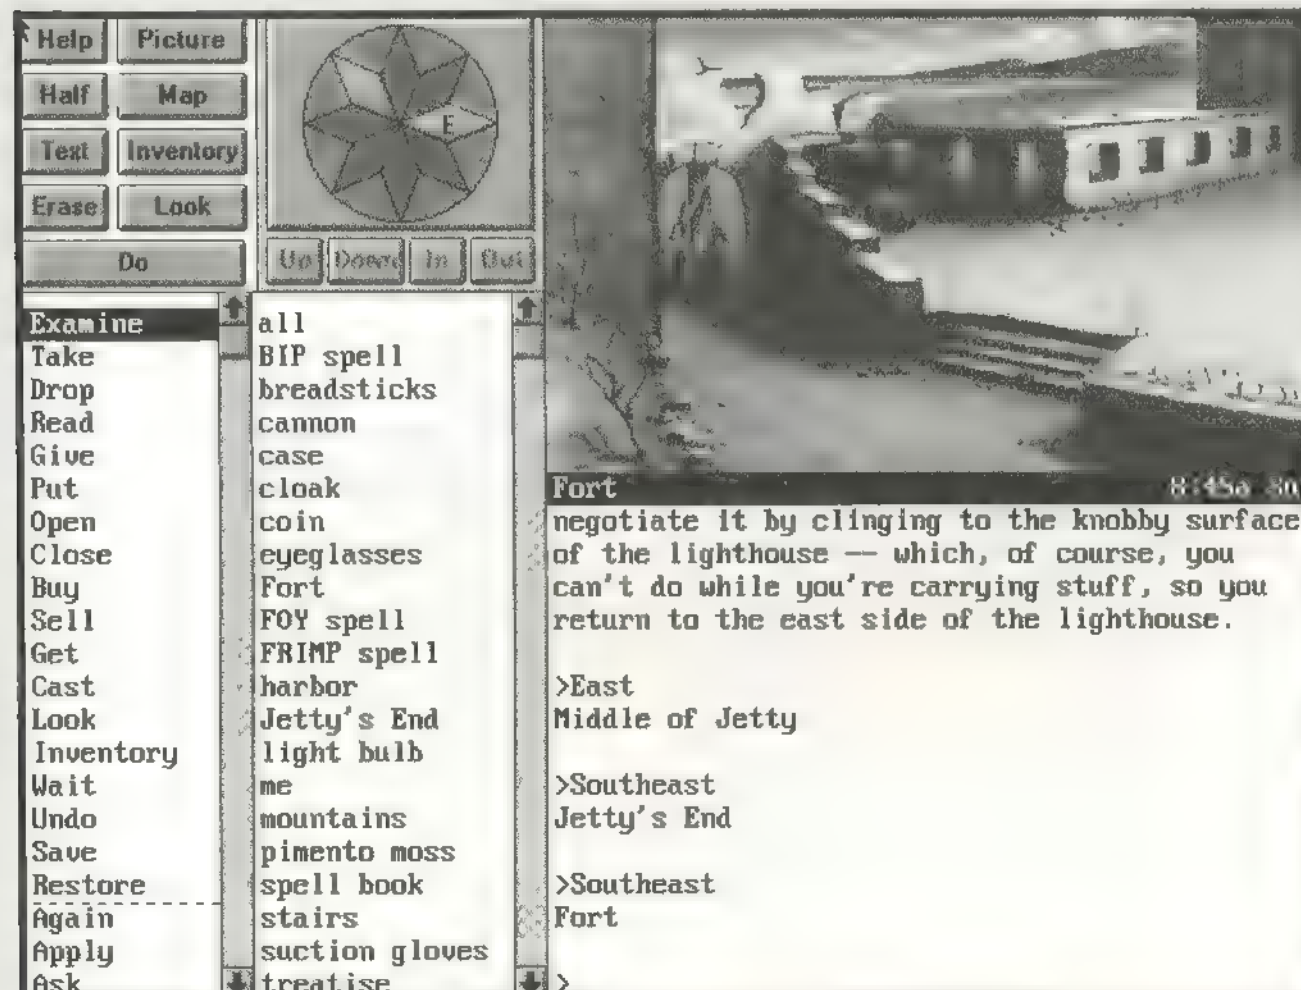 Help Picture
Half Map
Text Inventory
Erase Look
Do
E
Up Down In Out
Examine
Take
Drop
Read
Give
Put
Open
Close
Buy
Sell
Get
Cast
Look
Inventory
Wait
Undo
Save
Restore
Again
Apply
Ask
all
BIP spell
breadsticks
cannon
case
cloak
coin
eyeglasses
Fort
FOY spell
FRIMP spell
harbor
Jetty's End
light bulb
me
mountains
pimento moss
spell book
stairs
suction gloves
treatise
Fort
negotiate it by clinging to the knobby surface
of the lighthouse -- which, of course, you
can't do while you're carrying stuff, so you
return to the east side of the lighthouse.
>East
Middle of Jetty
>Southeast
Jetty's End
>Southeast
Fort
>